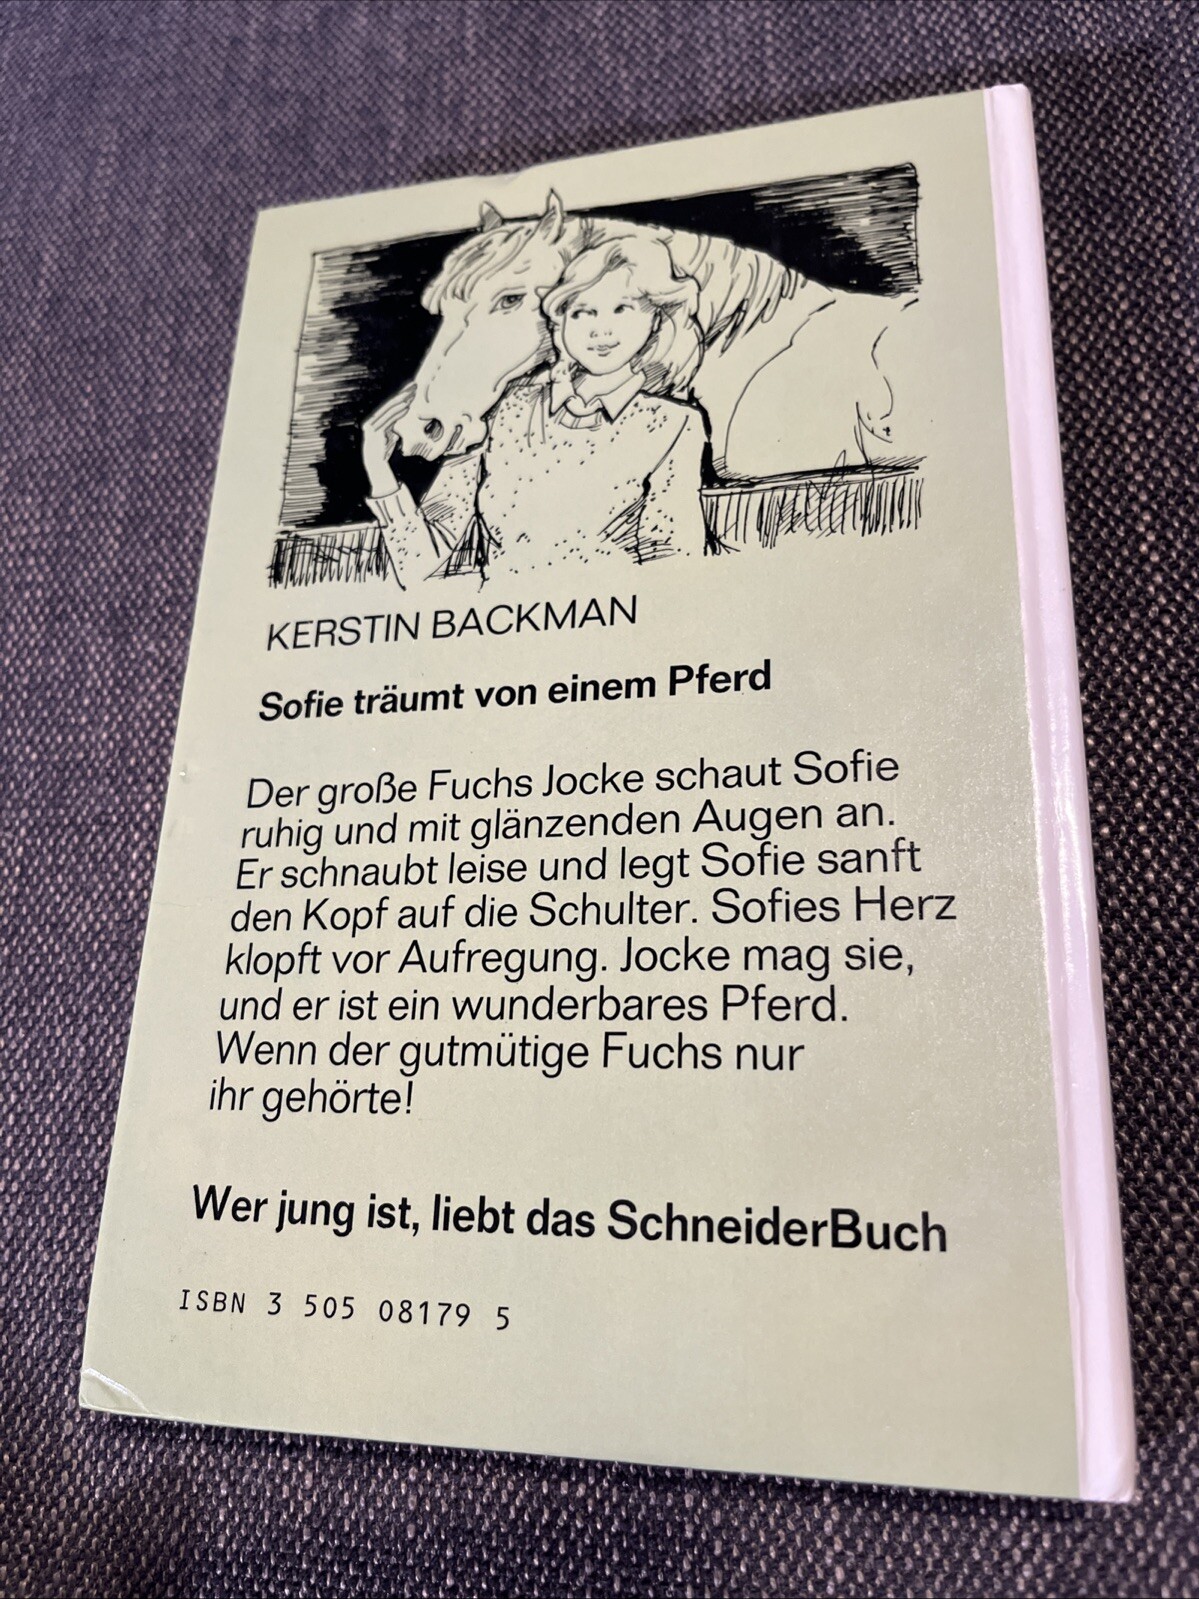 KERSTIN BACKMAN
Sofie träumt von einem Pferd
Der große Fuchs Jocke schaut Sofie
ruhig und mit glänzenden Augen an.
Er schnaubt leise und legt Sofie sanft
den Kopf auf die Schulter. Sofies Herz
klopft vor Aufregung. Jocke mag sie,
und er ist ein wunderbares Pferd.
Wenn der gutmütige Fuchs nur
ihr gehörte!
Wer jung ist, liebt das SchneiderBuch
ISBN 3 505 08179 5